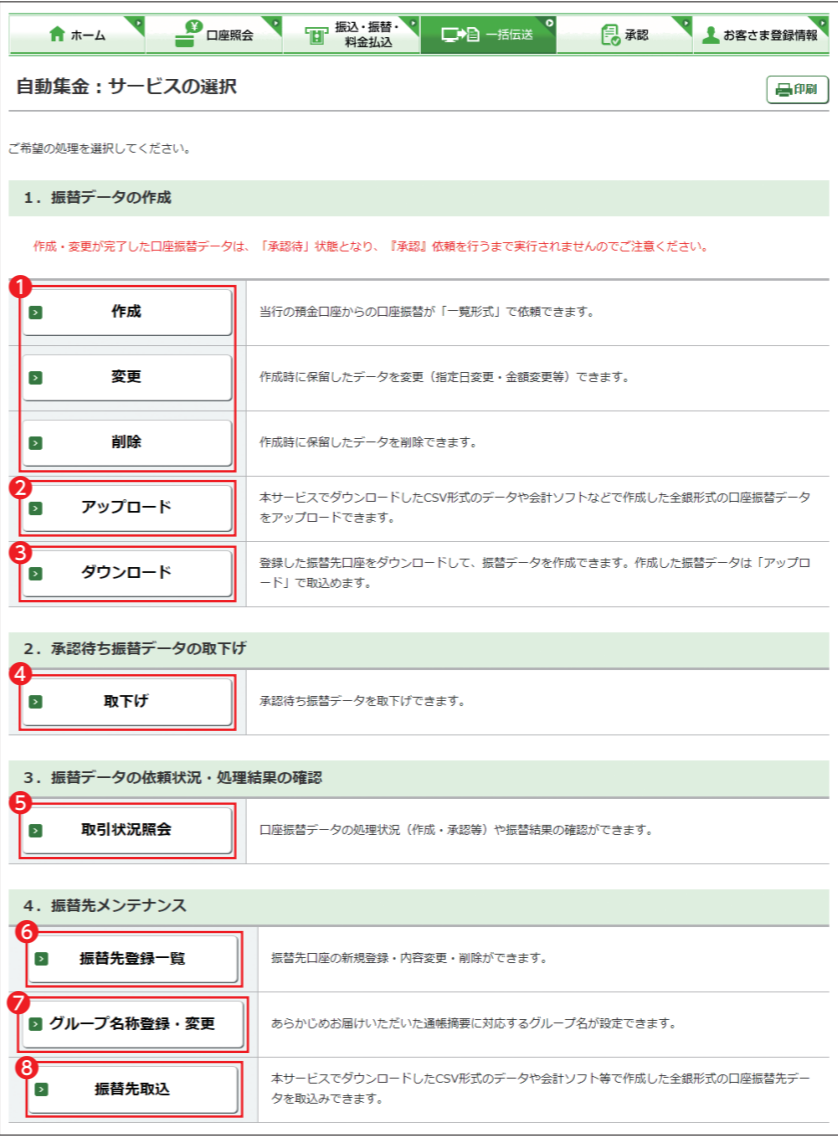 ホーム
口座照会
振込・振替・
料金払込
一括伝送
承認
お客さま登録情報
自動集金：サービスの選択
印刷
ご希望の処理を選択してください。
1．振替データの作成
作成・変更が完了した口座振替データは、「承認待」状態となり、『承認』依頼を行うまで実行されませんのでご注意ください。
1
作成
当行の預金口座からの口座振替が「一覧形式」で依頼できます。
変更
作成時に保留したデータを変更（指定日変更・金額変更等）できます。
削除
作成時に保留したデータを削除できます。
2
アップロード
本サービスでダウンロードしたCSV形式のデータや会計ソフトなどで作成した全銀形式の口座振替データ
をアップロードできます。
3
ダウンロード
登録した振替先口座をダウンロードして、振替データを作成できます。作成した振替データは「アップロ
ード」で取込めます。
2．承認待ち振替データの取下げ
4
取下げ
承認待ち振替データを取下げできます。
3．振替データの依頼状況・処理結果の確認
5
取引状況照会
口座振替データの処理状況（作成・承認等）や振替結果の確認ができます。
4．振替先メンテナンス
6
振替先登録一覧
振替先口座の新規登録・内容変更・削除ができます。
7
グループ名称登録・変更
あらかじめお届けいただいた通帳摘要に対応するグループ名が設定できます。
8
振替先取込
本サービスでダウンロードしたCSV形式のデータや会計ソフト等で作成した全銀形式の口座振替先デー
タを取込みできます。